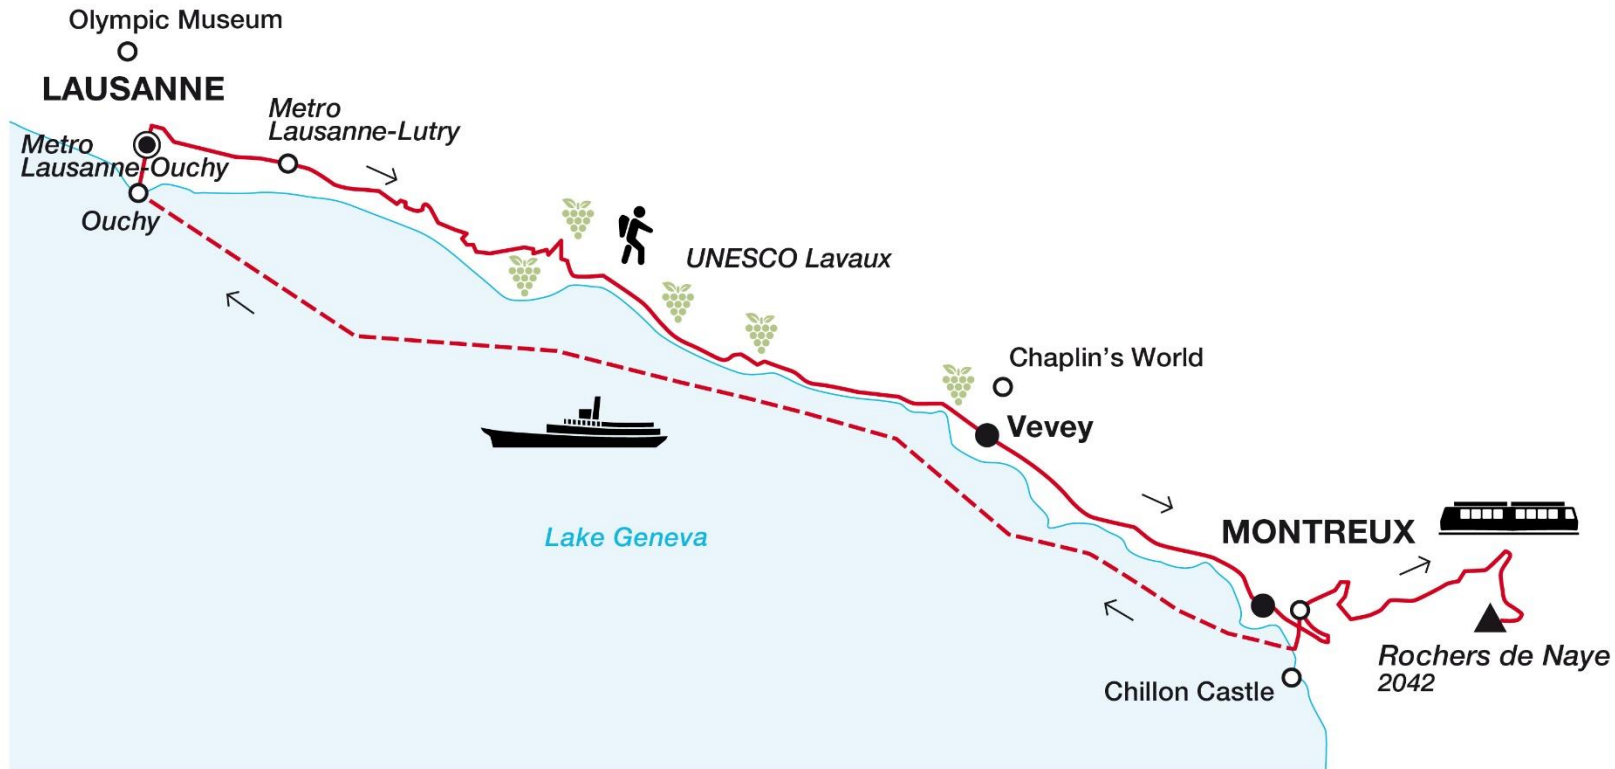 Olympic Museum
LAUSANNE
Metro
Lausanne-Lutry
Metro
Lausanne-Ouchy
Ouchy
UNESCO Lavaux
Chaplin's World
Vevey
Lake Geneva
MONTREUX
Rochers de Naye
2042
Chillon Castle